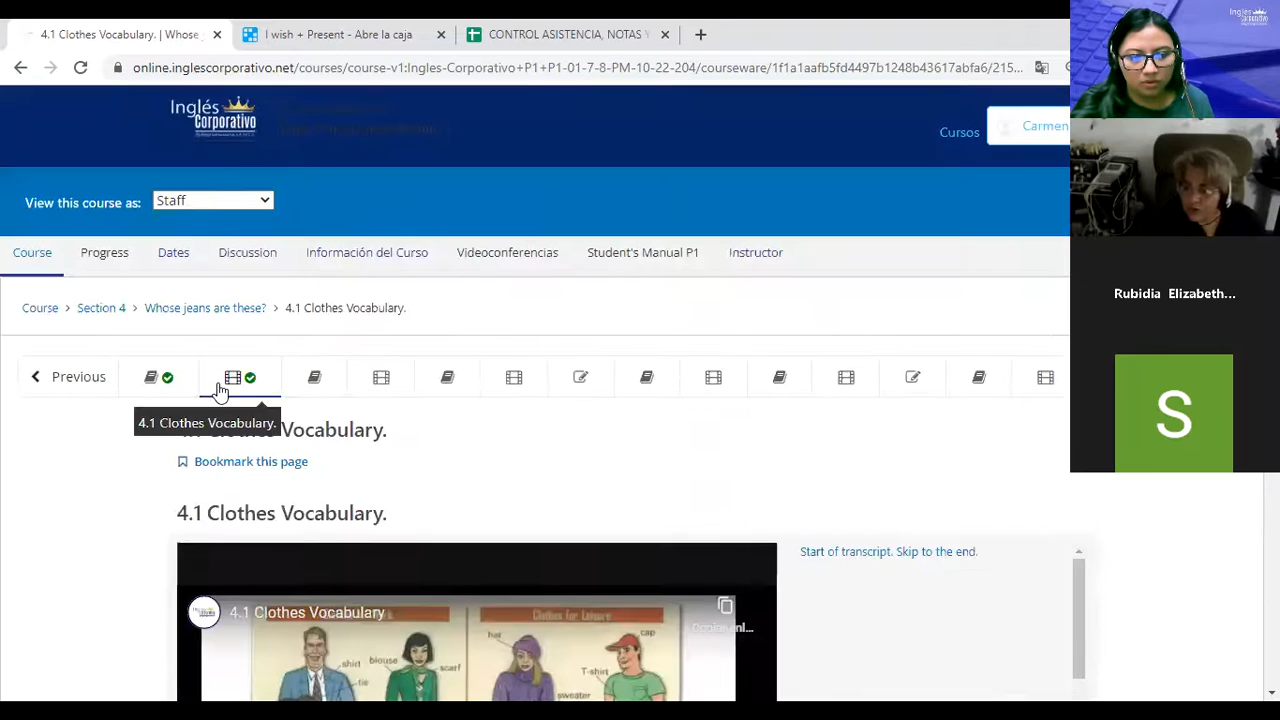 4.1 Clothes Vocabulary. | Whose
I wish + Present - Abre la caja
CONTROL ASISTENCIA, NOTAS Y
Inglés
Corporativo
online.inglescorporativo.net/courses/course-v1
Corporativo+P1+P1-01-7-8-PM-10-22-204/courseware/1f1a1aafb5fd4497b1248b43617abfa6/215...
Inglés
Corporativo
Cursos
Carmen
View this course as:
Staff
Course
Progress
Dates
Discussion
Información del Curso
Videoconferencias
Student's Manual P1
Instructor
Rubidia Elizabeth...
Course > Section 4 > Whose jeans are these? > 4.1 Clothes Vocabulary.
Previous
4.1 Clothes Vocabulary.
Vocabulary.
S
Bookmark this page
4.1 Clothes Vocabulary.
Start of transcript. Skip to the end.
4.1 Clothes Vocabulary
Clothes for Leisure
hat
cap
shirt
blouse
scarf
tie
T-shirt
sweater